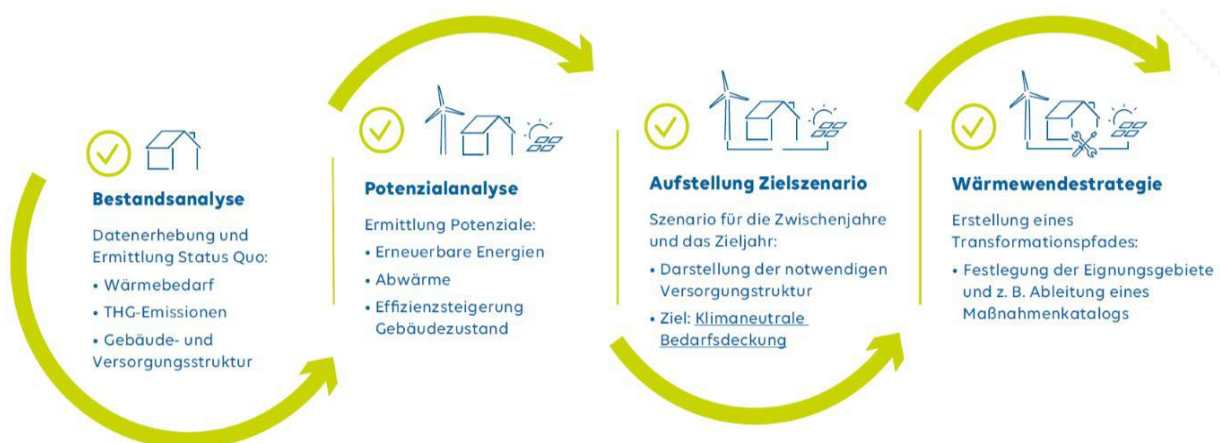 Bestandsanalyse
Datenerhebung und
Ermittlung Status Quo:
• Wärmebedarf
• THG-Emissionen
• Gebäude- und
Versorgungsstruktur
Potenzialanalyse
Ermittlung Potenziale:
• Erneuerbare Energien
• Abwärme
• Effizienzsteigerung
Gebäudezustand
Aufstellung Zielszenario
Szenario für die Zwischenjahre
und das Zieljahr:
• Darstellung der notwendigen
Versorgungstruktur
• Ziel: Klimaneutrale
Bedarfsdeckung
Wärmewendestrategie
Erstellung eines
Transformationspfades:
• Festlegung der Eignungsgebiete
und z. B. Ableitung eines
Maßnahmenkatalogs